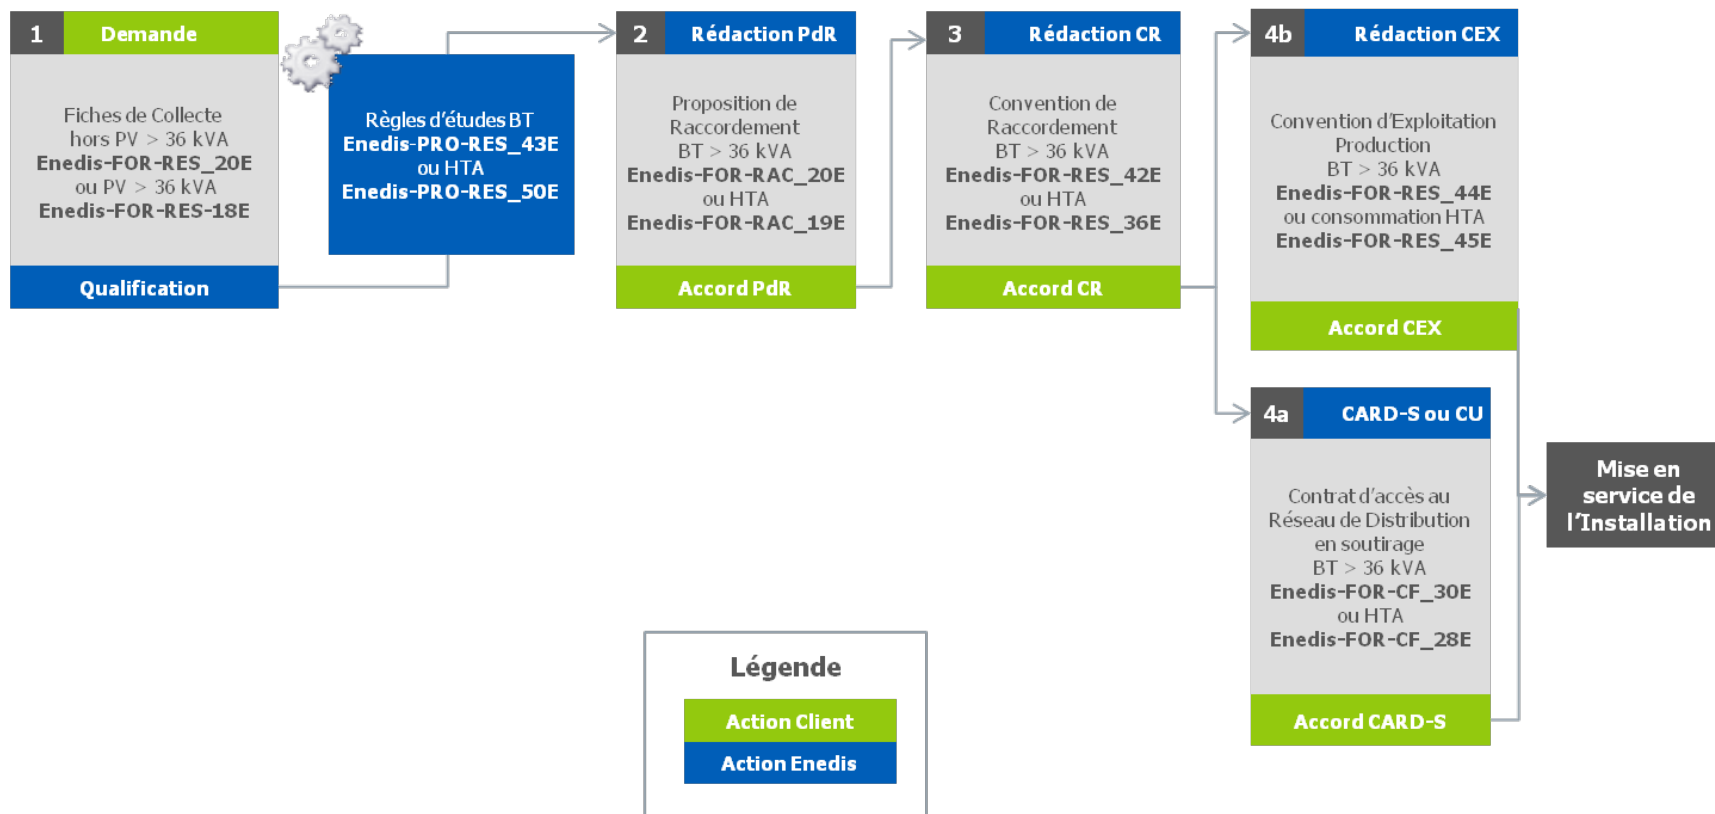 1
Demande
Fiches de Collecte
hors PV > 36 kVA
Enedis-FOR-RES_20E
ou PV > 36 kVA
Enedis-FOR-RES-18E
Qualification
Règles d'études BT
Enedis-PRO-RES_43E
ou HTA
Enedis-PRO-RES_50E
2
Rédaction PdR
Proposition de
Raccordement
BT > 36 kVA
Enedis-FOR-RAC_20E
ou HTA
Enedis-FOR-RAC_19E
Accord PdR
3
Rédaction CR
Convention de
Raccordement
BT > 36 kVA
Enedis-FOR-RES_42E
ou HTA
Enedis-FOR-RES_36E
Accord CR
4b
Rédaction CEX
Convention d'Exploitation
Production
BT > 36 kVA
Enedis-FOR-RES_44E
ou consommation HTA
Enedis-FOR-RES_45E
Accord CEX
4a
CARD-S ou CU
Contrat d'accès au
Réseau de Distribution
en soutirage
BT > 36 kVA
Enedis-FOR-CF_30E
ou HTA
Enedis-FOR-CF_28E
Accord CARD-S
Mise en
service de
l'Installation
Légende
Action Client
Action Enedis